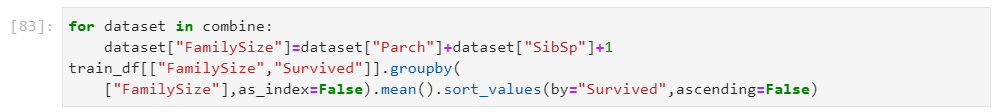 [83]: for dataset in combine:
    dataset["FamilySize"]=dataset["Parch"]+dataset["SibSp"]+1
train_df[["FamilySize","Survived"]].groupby(
    ["FamilySize"],as_index=False).mean().sort_values(by="Survived",ascending=False)